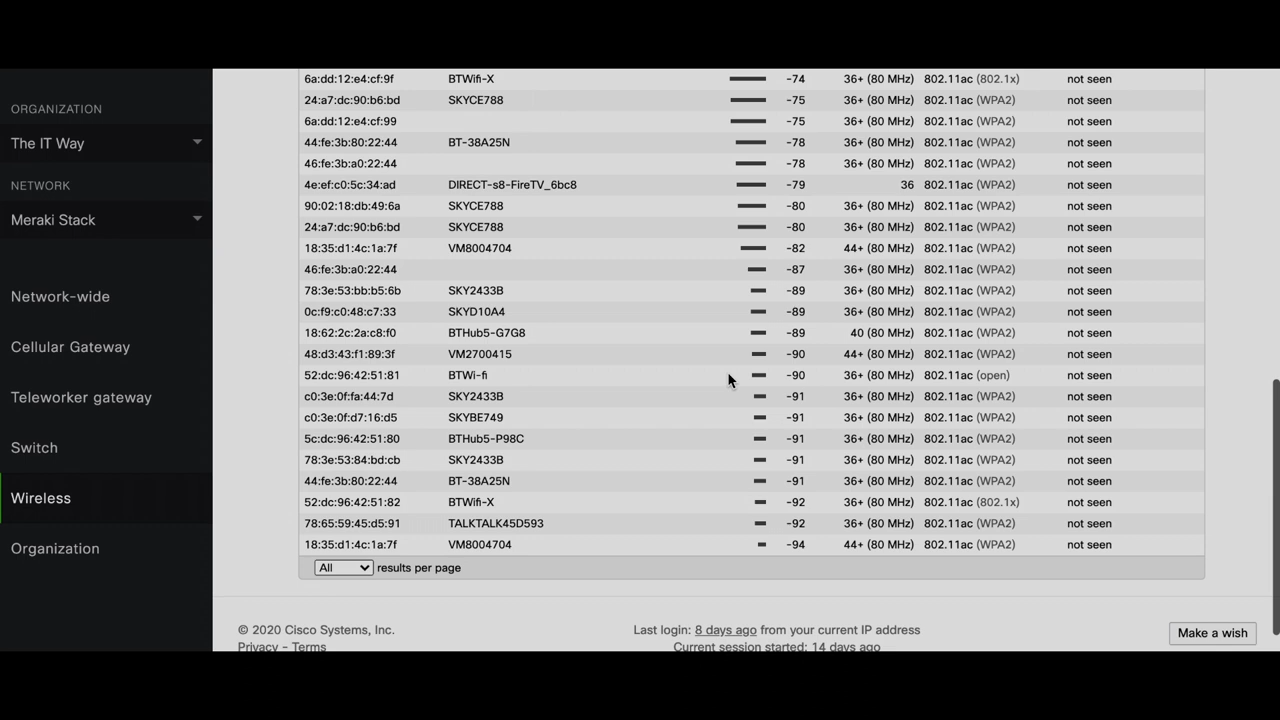 ORGANIZATION
The IT Way
NETWORK
Meraki Stack
Network-wide
Cellular Gateway
Teleworker gateway
Switch
Wireless
Organization
6a:dd:12:e4:cf:9f BTWifi-X -74 36+ (80 MHz) 802.11ac (802.1x) not seen
24:a7:dc:90:b6:bd SKYCE788 -75 36+ (80 MHz) 802.11ac (WPA2) not seen
6a:dd:12:e4:cf:99 -75 36+ (80 MHz) 802.11ac (WPA2) not seen
44:fe:3b:80:22:44 BT-38A25N -78 36+ (80 MHz) 802.11ac (WPA2) not seen
46:fe:3b:a0:22:44 -78 36+ (80 MHz) 802.11ac (WPA2) not seen
4e:ef:c0:5c:34:ad DIRECT-s8-FireTV_6bc8 -79 36 802.11ac (WPA2) not seen
90:02:18:db:49:6a SKYCE788 -80 36+ (80 MHz) 802.11ac (WPA2) not seen
24:a7:dc:90:b6:bd SKYCE788 -80 36+ (80 MHz) 802.11ac (WPA2) not seen
18:35:d1:4c:1a:7f VM8004704 -82 44+ (80 MHz) 802.11ac (WPA2) not seen
46:fe:3b:a0:22:44 -87 36+ (80 MHz) 802.11ac (WPA2) not seen
78:3e:53:bb:b5:6b SKY2433B -89 36+ (80 MHz) 802.11ac (WPA2) not seen
0c:f9:c0:48:c7:33 SKYD10A4 -89 36+ (80 MHz) 802.11ac (WPA2) not seen
18:62:2c:2a:c8:f0 BTHub5-G7G8 -89 40 (80 MHz) 802.11ac (WPA2) not seen
48:d3:43:f1:89:3f VM2700415 -90 44+ (80 MHz) 802.11ac (WPA2) not seen
52:dc:96:42:51:81 BTWi-fi -90 36+ (80 MHz) 802.11ac (open) not seen
c0:3e:0f:fa:44:7d SKY2433B -91 36+ (80 MHz) 802.11ac (WPA2) not seen
c0:3e:0f:d7:16:d5 SKYBE749 -91 36+ (80 MHz) 802.11ac (WPA2) not seen
5c:dc:96:42:51:80 BTHub5-P98C -91 36+ (80 MHz) 802.11ac (WPA2) not seen
78:3e:53:84:bd:cb SKY2433B -91 36+ (80 MHz) 802.11ac (WPA2) not seen
44:fe:3b:80:22:44 BT-38A25N -91 36+ (80 MHz) 802.11ac (WPA2) not seen
52:dc:96:42:51:82 BTWifi-X -92 36+ (80 MHz) 802.11ac (802.1x) not seen
78:65:59:45:d5:91 TALKTALK45D593 -92 36+ (80 MHz) 802.11ac (WPA2) not seen
18:35:d1:4c:1a:7f VM8004704 -94 44+ (80 MHz) 802.11ac (WPA2) not seen
All results per page
© 2020 Cisco Systems, Inc.
Privacy - Terms
Last login: 8 days ago from your current IP address
Current session started: 14 days ago
Make a wish